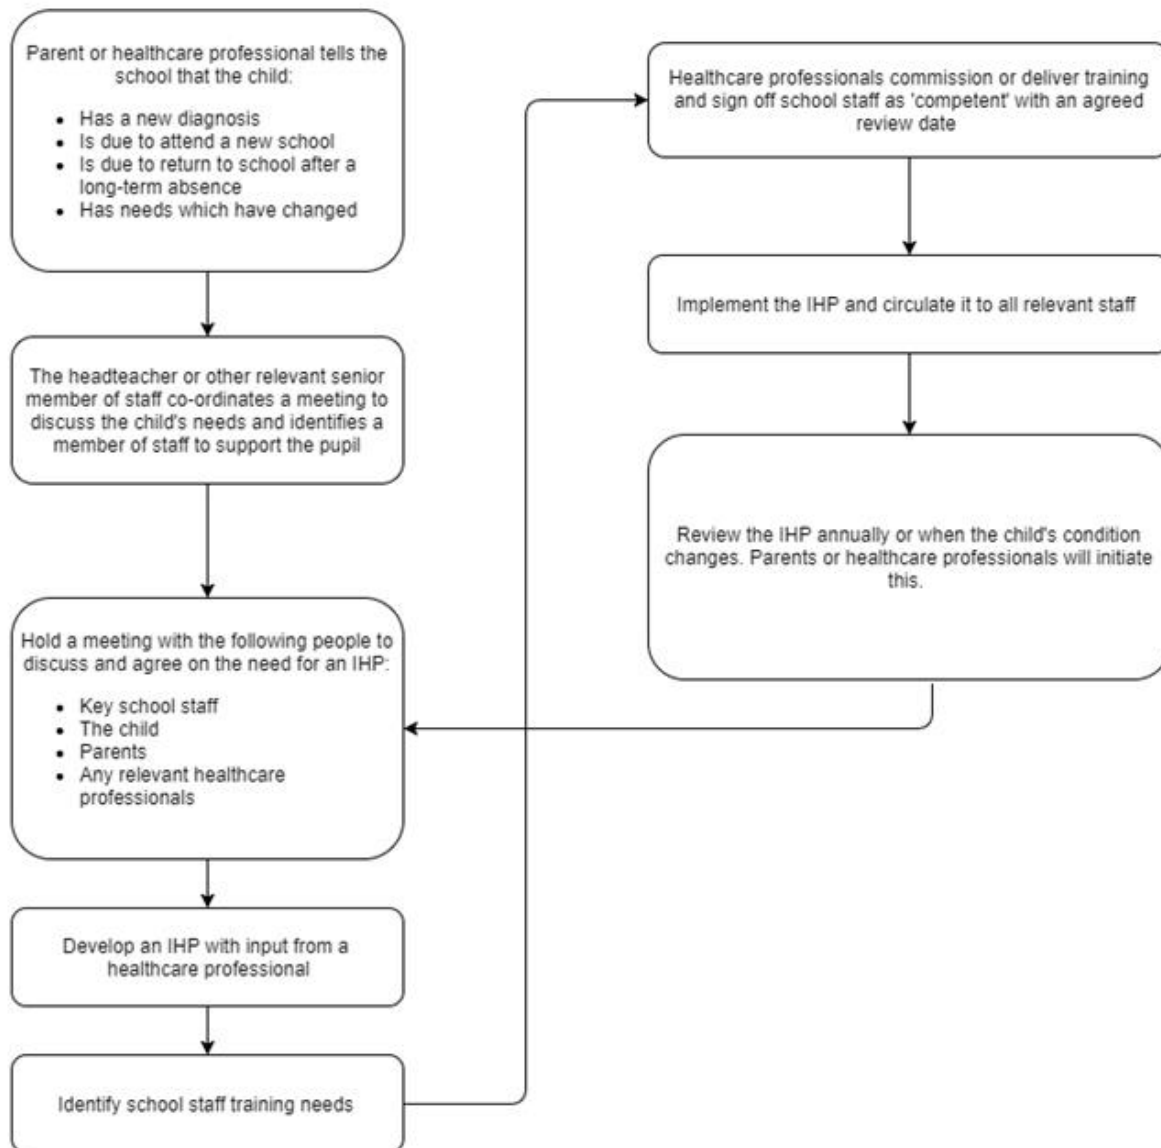 Parent or healthcare professional tells the
school that the child:
• Has a new diagnosis
• Is due to attend a new school
• Is due to return to school after a
long-term absence
• Has needs which have changed
The headteacher or other relevant senior
member of staff co-ordinates a meeting to
discuss the child's needs and identifies a
member of staff to support the pupil
Hold a meeting with the following people to
discuss and agree on the need for an IHP:
• Key school staff
• The child
• Parents
• Any relevant healthcare
professionals
Develop an IHP with input from a
healthcare professional
Identify school staff training needs
Healthcare professionals commission or deliver training
and sign off school staff as 'competent' with an agreed
review date
Implement the IHP and circulate it to all relevant staff
Review the IHP annually or when the child's condition
changes. Parents or healthcare professionals will initiate
this.